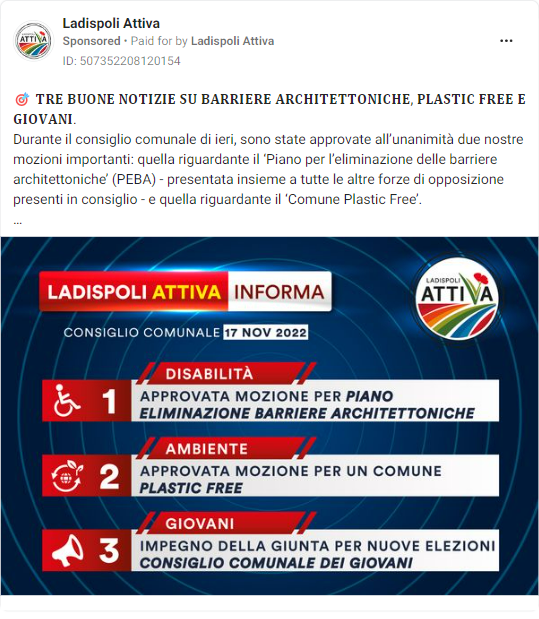 Ladispoli Attiva
Sponsored • Paid for by Ladispoli Attiva
ID: 507352208120154
🎯 TRE BUONE NOTIZIE SU BARRIERE ARCHITETTONICHE, PLASTIC FREE E
GIOVANI.
Durante il consiglio comunale di ieri, sono state approvate all’unanimità due nostre
mozioni importanti: quella riguardante il ‘Piano per l’eliminazione delle barriere
architettoniche’ (PEBA) - presentata insieme a tutte le altre forze di opposizione
presenti in consiglio - e quella riguardante il ‘Comune Plastic Free’.
...
LADISPOLI ATTIVA INFORMA
LADISPOLI
ATTIVA
CONSIGLIO COMUNALE 17 NOV 2022
DISABILITÀ
1 APPROVATA MOZIONE PER PIANO
ELIMINAZIONE BARRIERE ARCHITETTONICHE
AMBIENTE
2 APPROVATA MOZIONE PER UN COMUNE
PLASTIC FREE
GIOVANI
3 IMPEGNO DELLA GIUNTA PER NUOVE ELEZIONI
CONSIGLIO COMUNALE DEI GIOVANI